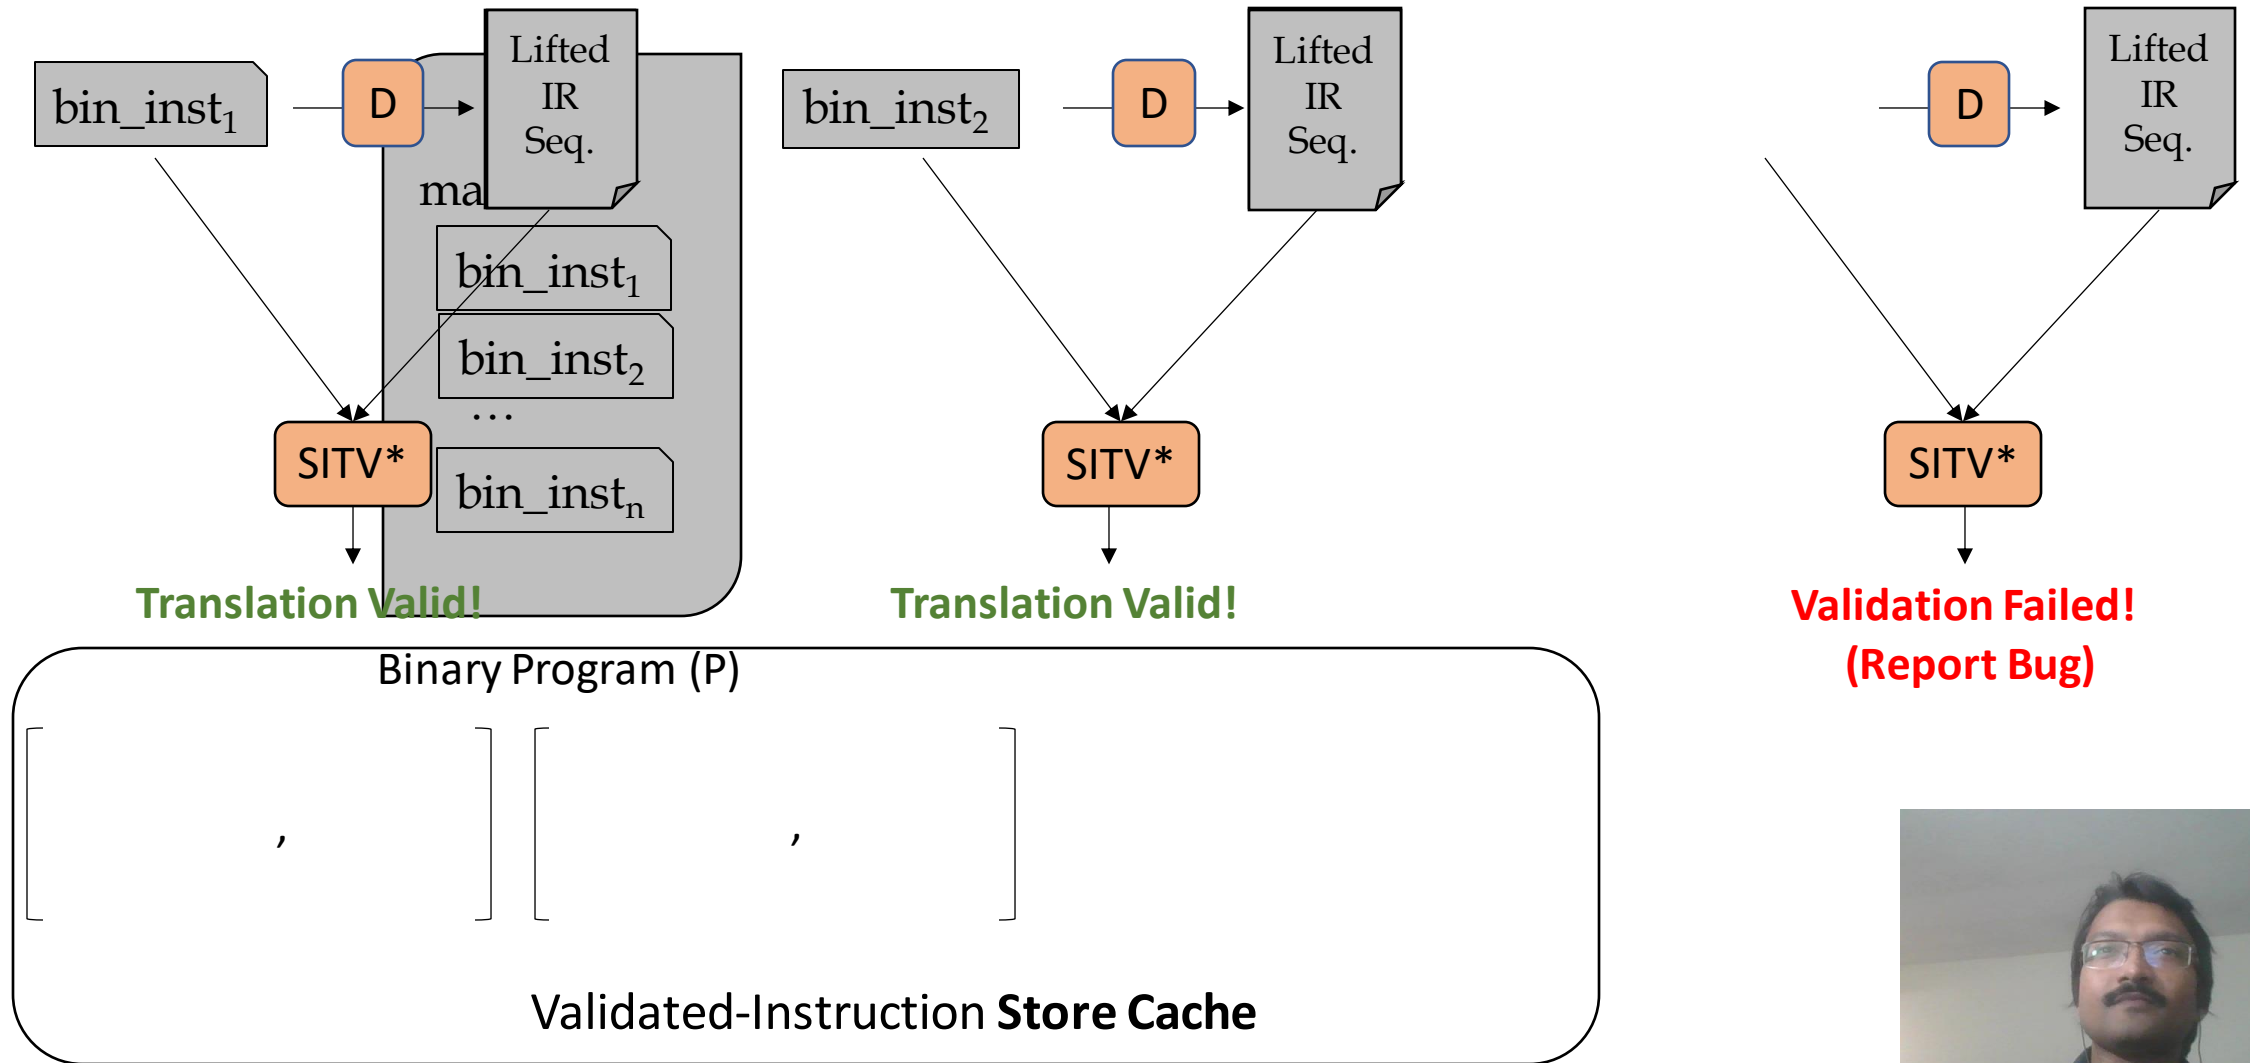 bin_inst1
D
Lifted
IR
Seq.
bin_inst2
D
Lifted
IR
Seq.
D
Lifted
IR
Seq.
ma
bin_inst1
bin_inst2
...
bin_instn
SITV*
SITV*
SITV*
Translation Valid!
Translation Valid!
Validation Failed!
(Report Bug)
Binary Program (P)
,
,
Validated-Instruction Store Cache